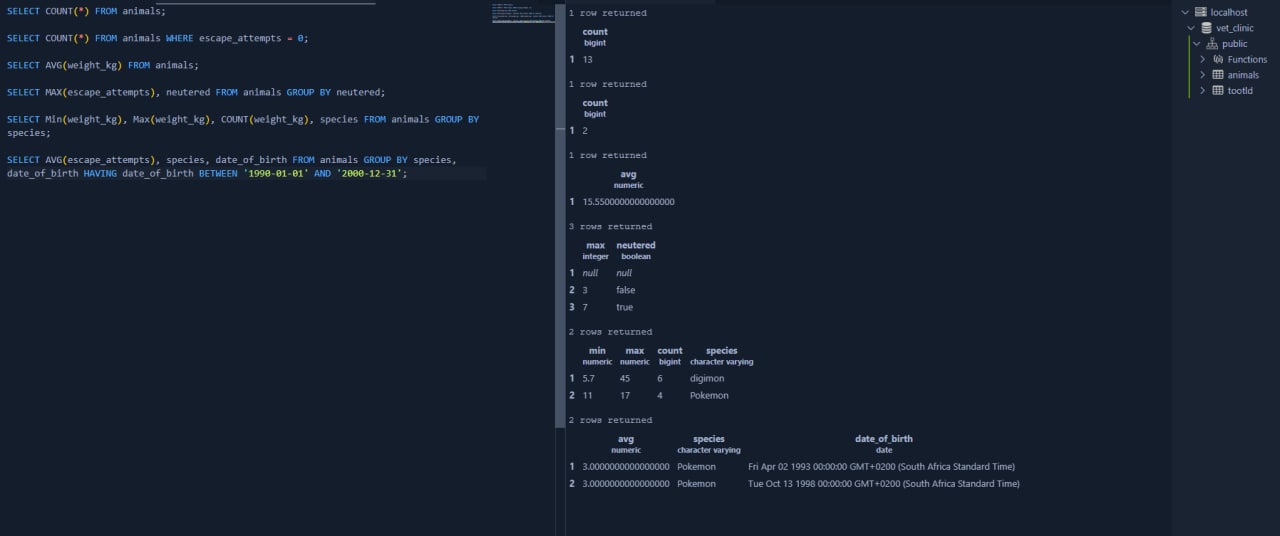 SELECT COUNT(*) FROM animals;
SELECT COUNT(*) FROM animals WHERE escape_attempts = 0;
SELECT AVG(weight_kg) FROM animals;
SELECT MAX(escape_attempts), neutered FROM animals GROUP BY neutered;
SELECT Min(weight_kg), Max(weight_kg), COUNT(weight_kg), species FROM animals GROUP BY
species;
SELECT AVG(escape_attempts), species, date_of_birth FROM animals GROUP BY species,
date_of_birth HAVING date_of_birth BETWEEN '1990-01-01' AND '2000-12-31';
1 row returned
count
bigint
1 13
1 row returned
count
bigint
1 2
1 row returned
avg
numeric
1 15.5500000000000000
3 rows returned
max neutered
integer boolean
1 null null
2 3 false
3 7 true
2 rows returned
min max count species
numeric numeric bigint character varying
1 5.7 45 6 digimon
2 11 17 4 Pokemon
2 rows returned
avg species date_of_birth
numeric character varying date
1 3.0000000000000000 Pokemon Fri Apr 02 1993 00:00:00 GMT+0200 (South Africa Standard Time)
2 3.0000000000000000 Pokemon Tue Oct 13 1998 00:00:00 GMT+0200 (South Africa Standard Time)
localhost
vet_clinic
public
Functions
animals
tootld